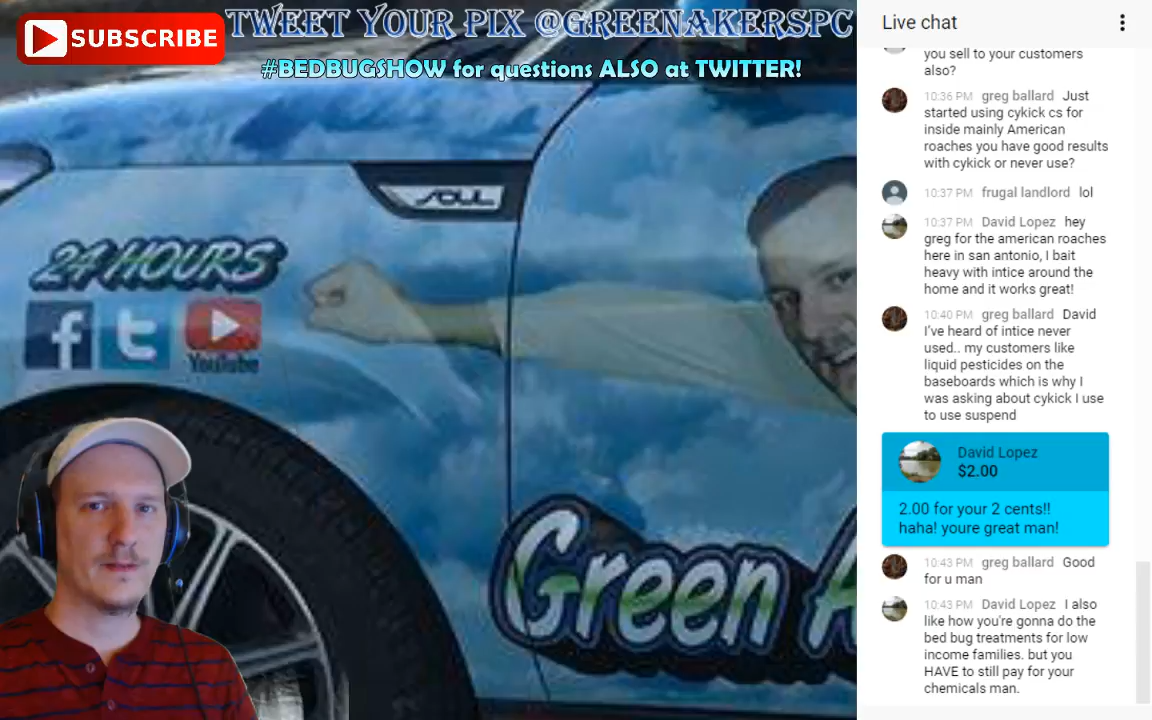 SUBSCRIBE
TWEET YOUR PIX @GREENAKERSPC
#BEDBUGSHOW for questions ALSO at TWITTER!
SOUL
24 HOURS
f
t
YouTube
Green A
Live chat
you sell to your customers
also?
10:36 PM greg ballard Just
started using cykick cs for
inside mainly American
roaches you have good results
with cykick or never use?
10:37 PM frugal landlord lol
10:37 PM David Lopez hey
greg for the american roaches
here in san antonio, I bait
heavy with intice around the
home and it works great!
10:40 PM greg ballard David
I've heard of intice never
used.. my customers like
liquid pesticides on the
baseboards which is why I
was asking about cykick I use
to use suspend
David Lopez
$2.00
2.00 for your 2 cents!!
haha! youre great man!
10:43 PM greg ballard Good
for u man
10:43 PM David Lopez I also
like how you're gonna do the
bed bug treatments for low
income families. but you
HAVE to still pay for your
chemicals man.